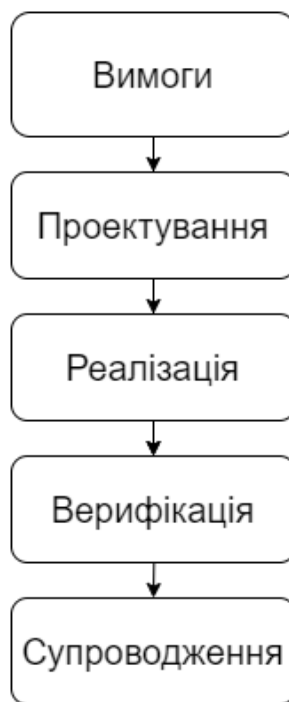 Вимоги
Проектування
Реалізація
Верифікація
Супроводження